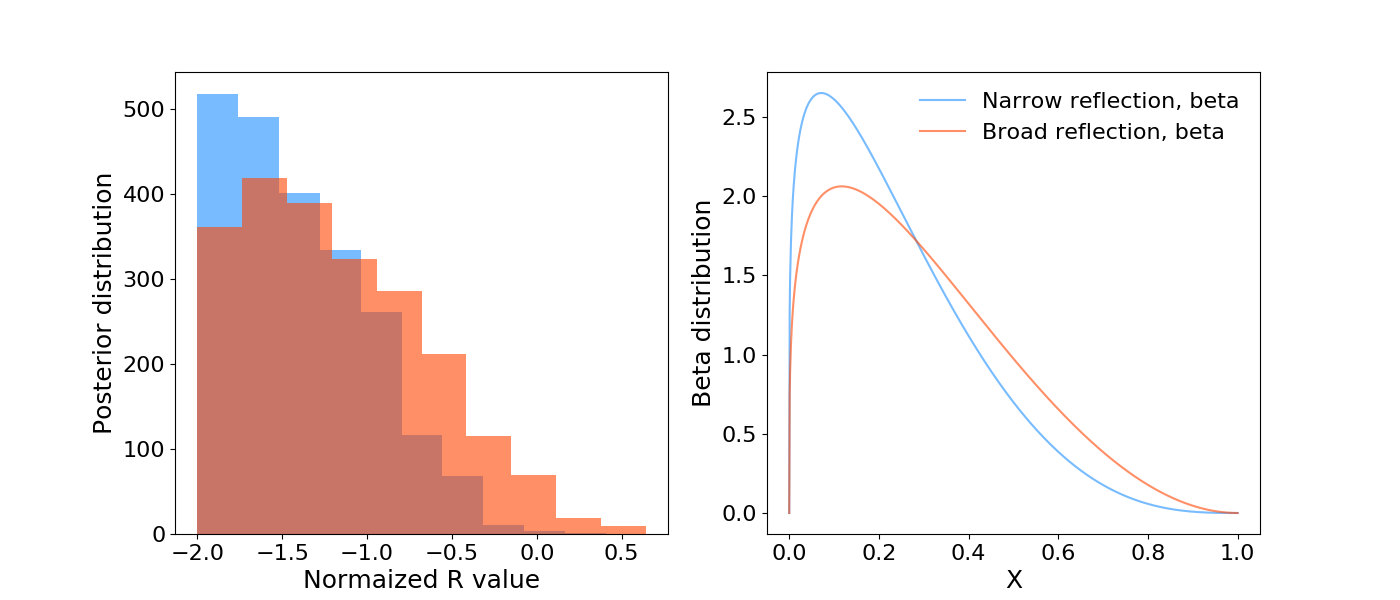 Posterior distribution
500
400
300
200
100
0
−2.0 −1.5 −1.0 −0.5 0.0 0.5
Normaized R value
Beta distribution
2.5
2.0
1.5
1.0
0.5
0.0
0.0 0.2 0.4 0.6 0.8 1.0
X
Narrow reflection, beta
Broad reflection, beta